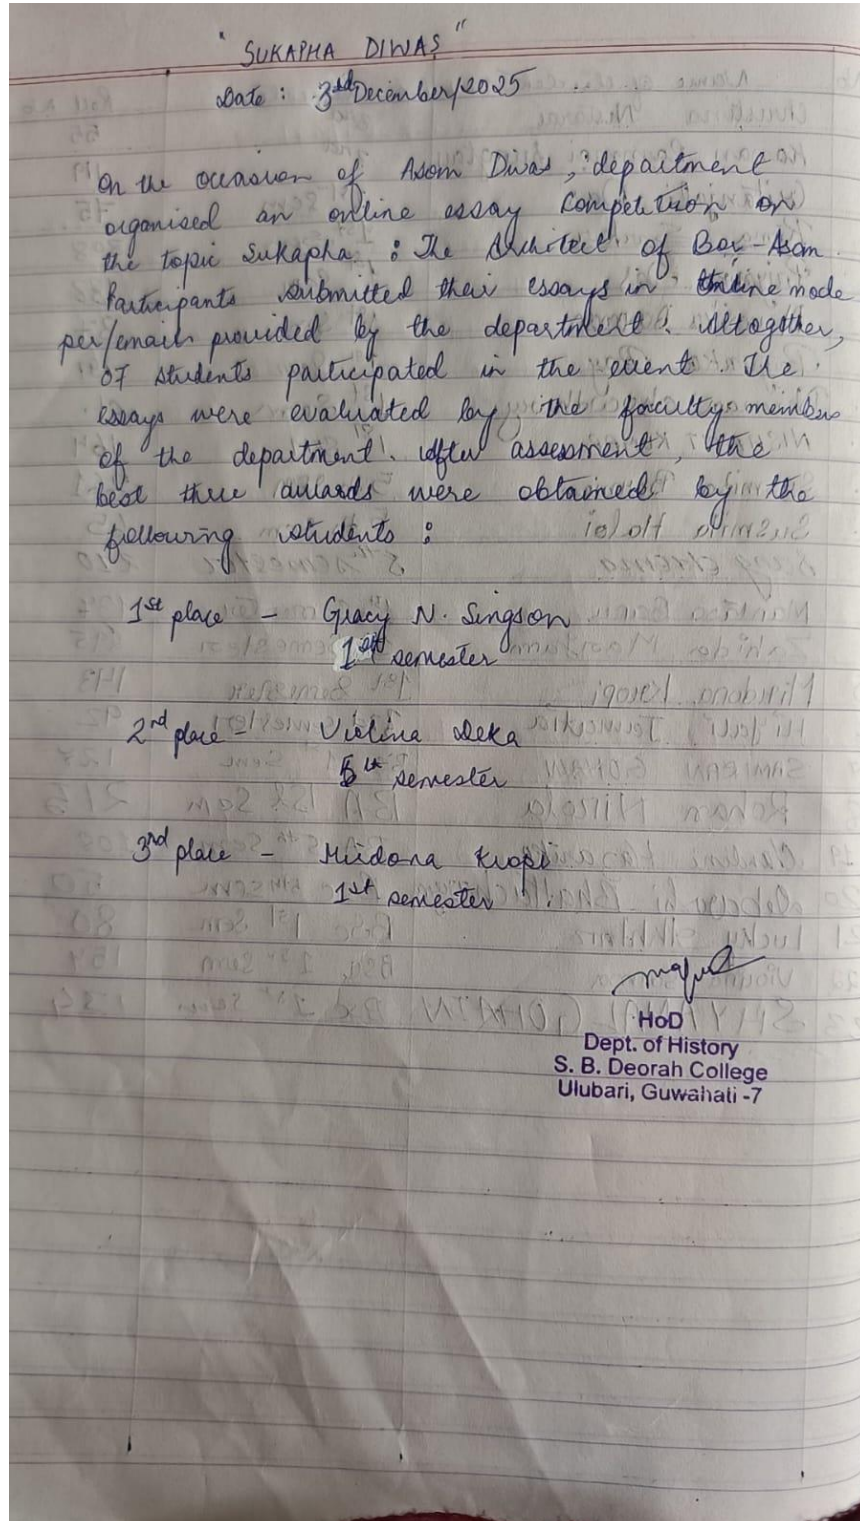 " SUKAPHA DIWAS "
Date : 3rd December/2025
On the occasion of Asom Diwas, department
organised an online essay competition on
the topic Sukapha : The Architect of Bor-Asom
Participants submitted their essays in Online mode
per/email provided by the department. Altogether,
07 students participated in the event. The
essays were evaluated by the faculty members
of the department. After assessment, the
best three awards were obtained by the
following students :
1st place - Gracy N. Singson
1st semester
2nd place - Violina Deka
5th semester
3rd place - Miidona Kropi
1st semester
HoD
Dept. of History
S. B. Deorah College
Ulubari, Guwahati -7